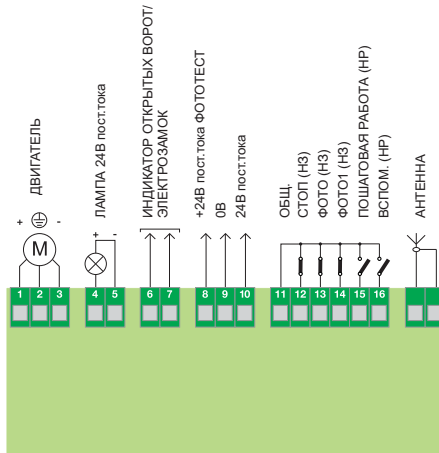 ДВИГАТЕЛЬ
+ -
M
ЛАМПА 24В пост.тока
+ -
ИНДИКАТОР ОТКРЫТЫХ ВОРОТ/
ЭЛЕКТРОЗАМОК
+24В пост.тока ФОТОТЕСТ
0В
24В пост.тока
ОБЩ.
СТОП (НЗ)
ФОТО (НЗ)
ФОТО1 (НЗ)
ПОШАГОВАЯ РАБОТА (НР)
ВСПОМ. (НР)
АНТЕННА
1 2 3 4 5 6 7 8 9 10 11 12 13 14 15 16